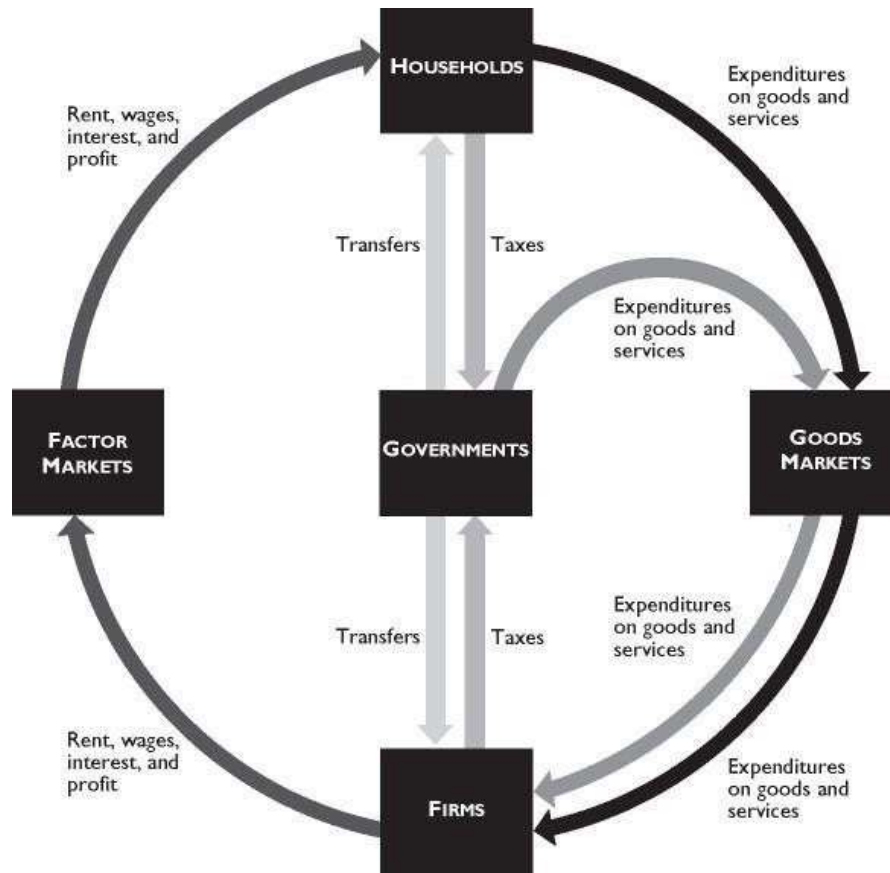 HOUSEHOLDS
Expenditures
on goods and
services
Rent, wages,
interest, and
profit
Transfers
Taxes
Expenditures
on goods and
services
FACTOR
MARKETS
GOVERNMENTS
GOODS
MARKETS
Transfers
Taxes
Expenditures
on goods and
services
Rent, wages,
interest, and
profit
Expenditures
on goods and
services
FIRMS